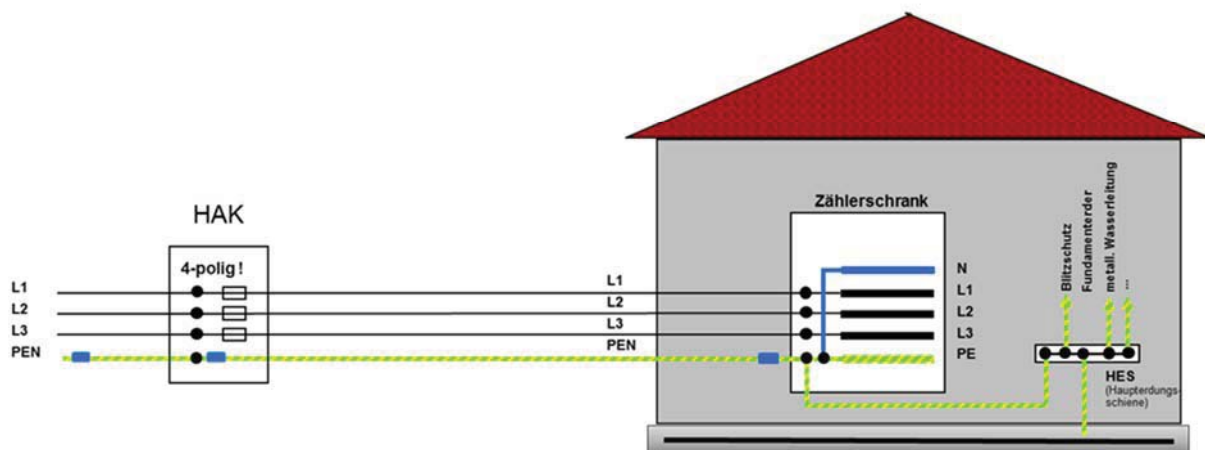 HAK
4-polig !
L1
L2
L3
PEN
L1
L2
L3
PEN
Zählerschrank
N
L1
L2
L3
PE
Blitzschutz
Fundamenterder
metall. Wasserleitung
...
HES
(Haupterdungs-
schiene)